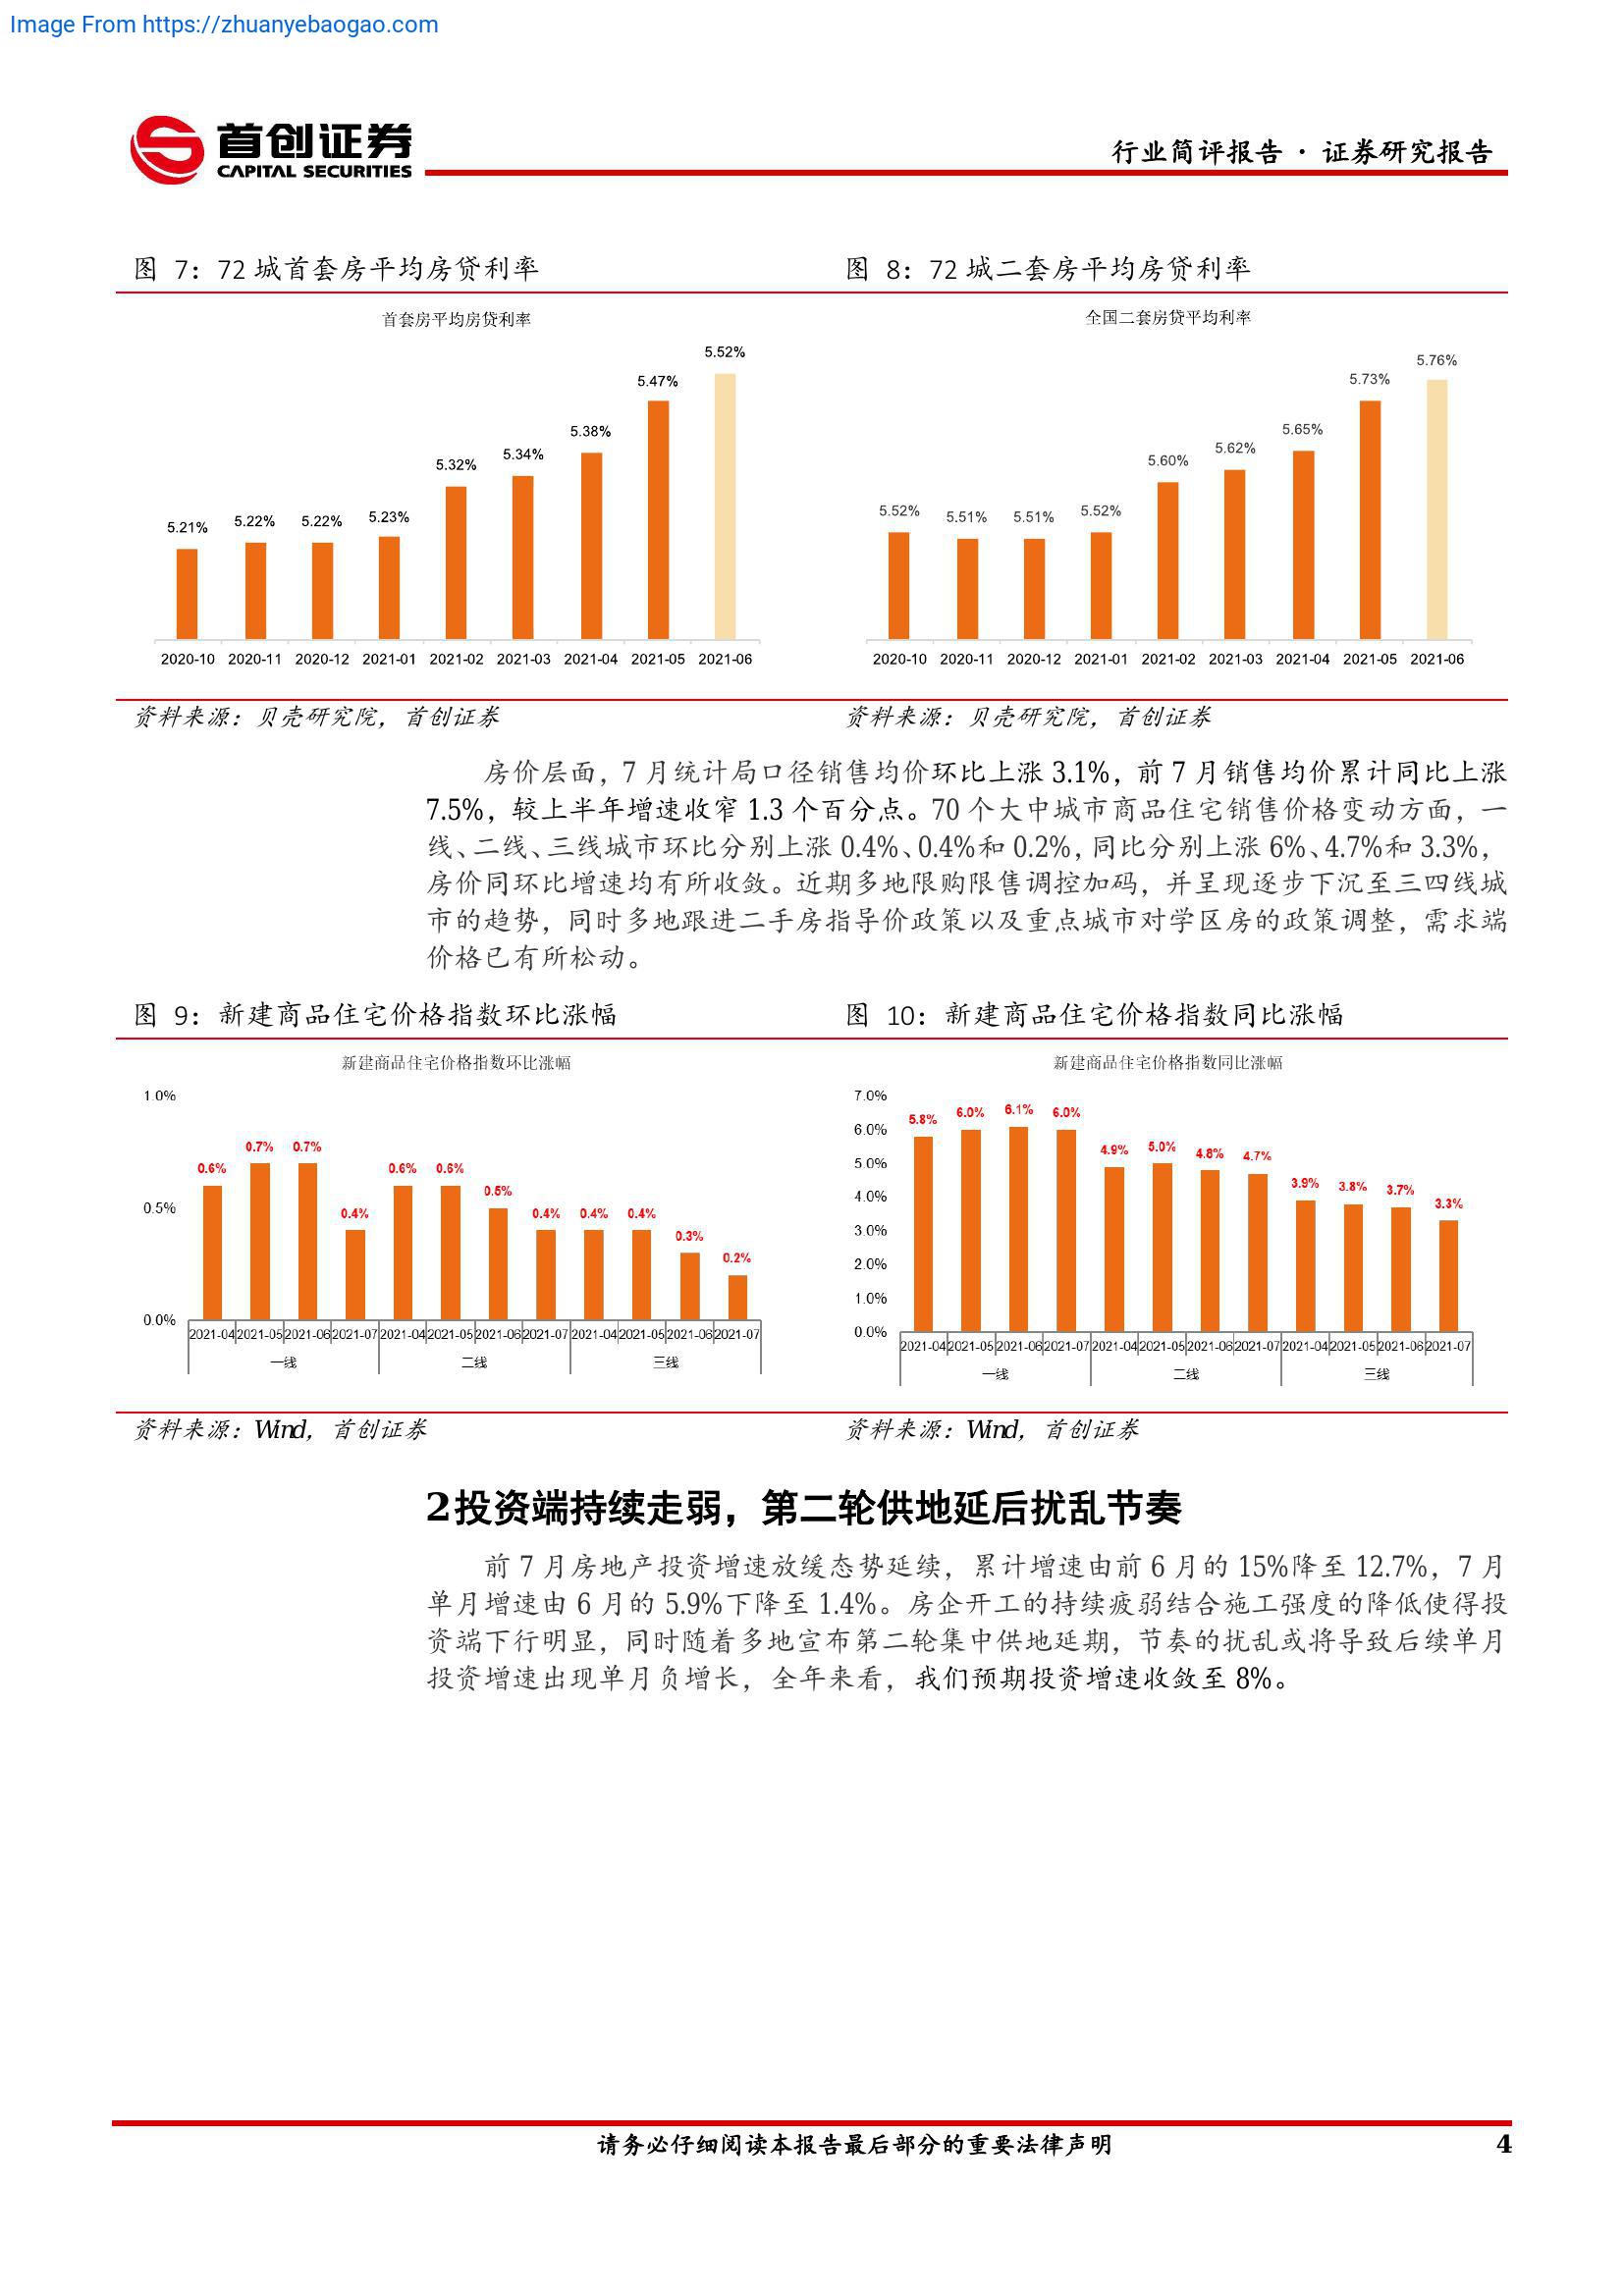 Image From https://zhuanyebaogao.com
首创证券
CAPITAL SECURITIES
行业简评报告 · 证券研究报告
图 7：72 城首套房平均房贷利率
首套房平均房贷利率
5.21% 5.22% 5.22% 5.23% 5.32% 5.34% 5.38% 5.47% 5.52%
2020-10 2020-11 2020-12 2021-01 2021-02 2021-03 2021-04 2021-05 2021-06
资料来源：贝壳研究院，首创证券
图 8：72 城二套房平均房贷利率
全国二套房贷平均利率
5.52% 5.51% 5.51% 5.52% 5.60% 5.62% 5.65% 5.73% 5.76%
2020-10 2020-11 2020-12 2021-01 2021-02 2021-03 2021-04 2021-05 2021-06
资料来源：贝壳研究院，首创证券
房价层面，7 月统计局口径销售均价环比上涨 3.1%，前 7 月销售均价累计同比上涨
7.5%，较上半年增速收窄 1.3 个百分点。70 个大中城市商品住宅销售价格变动方面，一
线、二线、三线城市环比分别上涨 0.4%、0.4%和 0.2%，同比分别上涨 6%、4.7%和 3.3%，
房价同环比增速均有所收敛。近期多地限购限售调控加码，并呈现逐步下沉至三四线城
市的趋势，同时多地跟进二手房指导价政策以及重点城市对学区房的政策调整，需求端
价格已有所松动。
图 9：新建商品住宅价格指数环比涨幅
新建商品住宅价格指数环比涨幅
1.0%
0.5%
0.0%
0.6% 0.7% 0.7% 0.4% 0.6% 0.6% 0.5% 0.4% 0.4% 0.4% 0.3% 0.2%
2021-04 2021-05 2021-06 2021-07 2021-04 2021-05 2021-06 2021-07 2021-04 2021-05 2021-06 2021-07
一线 二线 三线
资料来源：Wind，首创证券
图 10：新建商品住宅价格指数同比涨幅
新建商品住宅价格指数同比涨幅
7.0%
6.0%
5.0%
4.0%
3.0%
2.0%
1.0%
0.0%
5.8% 6.0% 6.1% 6.0% 4.9% 5.0% 4.8% 4.7% 3.9% 3.8% 3.7% 3.3%
2021-04 2021-05 2021-06 2021-07 2021-04 2021-05 2021-06 2021-07 2021-04 2021-05 2021-06 2021-07
一线 二线 三线
资料来源：Wind，首创证券
2投资端持续走弱，第二轮供地延后扰乱节奏
前 7 月房地产投资增速放缓态势延续，累计增速由前 6 月的 15%降至 12.7%，7 月
单月增速由 6 月的 5.9%下降至 1.4%。房企开工的持续疲弱结合施工强度的降低使得投
资端下行明显，同时随着多地宣布第二轮集中供地延期，节奏的扰乱或将导致后续单月
投资增速出现单月负增长，全年来看，我们预期投资增速收敛至 8%。
请务必仔细阅读本报告最后部分的重要法律声明
4